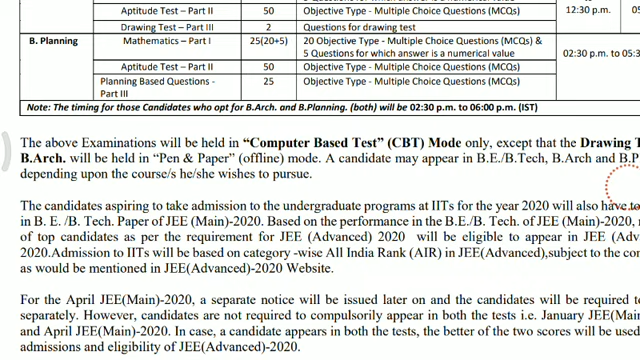 Aptitude Test – Part II 50 Objective Type - Multiple Choice Questions (MCQs) 12:30 p.m.
Drawing Test – Part III 2 Questions for drawing test
B. Planning Mathematics – Part I 25(20+5) 20 Objective Type - Multiple Choice Questions (MCQs) &
5 Questions for which answer is a numerical value 02:30 p.m. to 05:3
Aptitude Test – Part II 50 Objective Type - Multiple Choice Questions (MCQs)
Planning Based Questions - 25 Objective Type - Multiple Choice Questions (MCQs)
Part III
Note: The timing for those Candidates who opt for B.Arch. and B.Planning. (both) will be 02:30 p.m. to 06:00 p.m. (IST)
The above Examinations will be held in “Computer Based Test” (CBT) Mode only, except that the Drawing T
B.Arch. will be held in “Pen & Paper” (offline) mode. A candidate may appear in B.E./B.Tech, B.Arch and B.P
depending upon the course/s he/she wishes to pursue.
The candidates aspiring to take admission to the undergraduate programs at IITs for the year 2020 will also have to
in B. E. /B. Tech. Paper of JEE (Main)-2020. Based on the performance in the B.E./B. Tech. of JEE (Main)-2020,
of top candidates as per the requirement for JEE (Advanced) 2020 will be eligible to appear in JEE (Adv
2020.Admission to IITs will be based on category -wise All India Rank (AIR) in JEE(Advanced),subject to the con
as would be mentioned in JEE(Advanced)-2020 Website.
For the April JEE(Main)-2020, a separate notice will be issued later on and the candidates will be required to
separately. However, candidates are not required to compulsorily appear in both the tests i.e. January JEE(Mai
and April JEE(Main)-2020. In case, a candidate appears in both the tests, the better of the two scores will be used
admissions and eligibility of JEE(Advanced)-2020.